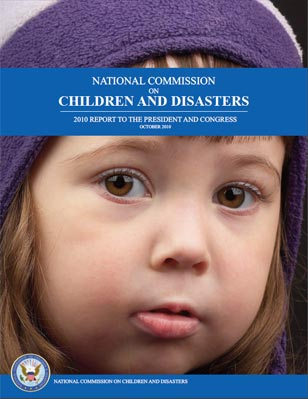 NATIONAL COMMISSION
ON
CHILDREN AND DISASTERS
2010 REPORT TO THE PRESIDENT AND CONGRESS
OCTOBER 2010
NATIONAL COMMISSION ON CHILDREN AND DISASTERS